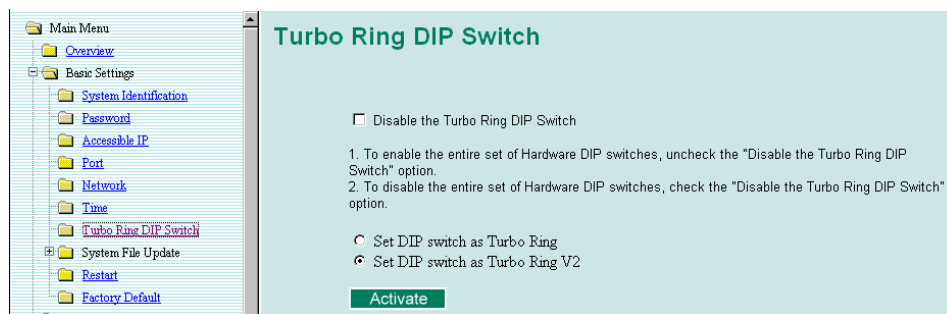 Main Menu
Overview
Basic Settings
System Identification
Password
Accessible IP
Port
Network
Time
Turbo Ring DIP Switch
System File Update
Restart
Factory Default
Turbo Ring DIP Switch
Disable the Turbo Ring DIP Switch
1. To enable the entire set of Hardware DIP switches, uncheck the "Disable the Turbo Ring DIP
Switch" option.
2. To disable the entire set of Hardware DIP switches, check the "Disable the Turbo Ring DIP Switch"
option.
Set DIP switch as Turbo Ring
Set DIP switch as Turbo Ring V2
Activate